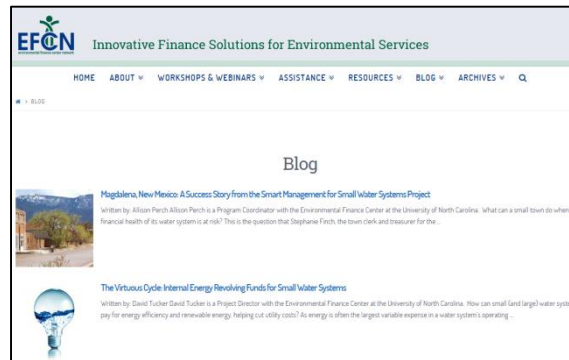 EFCN
Innovative Finance Solutions for Environmental Services
HOME ABOUT WORKSHOPS & WEBINARS ASSISTANCE RESOURCES BLOG ARCHIVES
> BLOG
Blog
Magdalena, New Mexico: A Success Story from the Smart Management for Small Water Systems Project
Written by: Allison Perch Allison Perch is a Program Coordinator with the Environmental Finance Center at the University of North Carolina. What can a small town do when
financial health of its water system is at risk? This is the question that Stephanie Finch, the town clerk and treasurer for the...
The Virtuous Cycle: Internal Energy Revolving Funds for Small Water Systems
Written by: David Tucker David Tucker is a Project Director with the Environmental Finance Center at the University of North Carolina. How can small (and large) water syste
pay for energy efficiency and renewable energy, helping cut utility costs? As energy is often the largest variable expense in a water system's operating ...